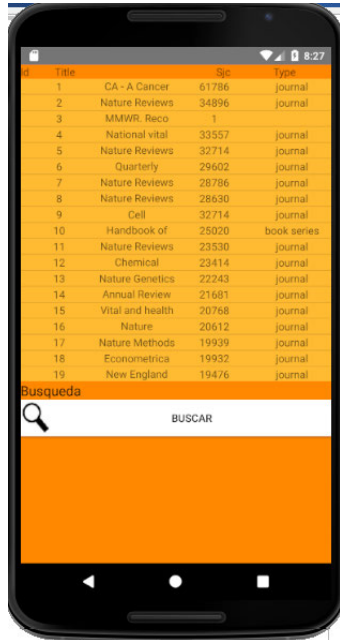 8:27
Id Title Sjc Type
1 CA - A Cancer 61786 journal
2 Nature Reviews 34896 journal
3 MMWR. Reco 1
4 National vital 33557 journal
5 Nature Reviews 32714 journal
6 Quarterly 29602 journal
7 Nature Reviews 28786 journal
8 Nature Reviews 28630 journal
9 Cell 32714 journal
10 Handbook of 25020 book series
11 Nature Reviews 23530 journal
12 Chemical 23414 journal
13 Nature Genetics 22243 journal
14 Annual Review 21681 journal
15 Vital and health 20768 journal
16 Nature 20612 journal
17 Nature Methods 19939 journal
18 Econometrica 19932 journal
19 New England 19476 journal
Busqueda
BUSCAR